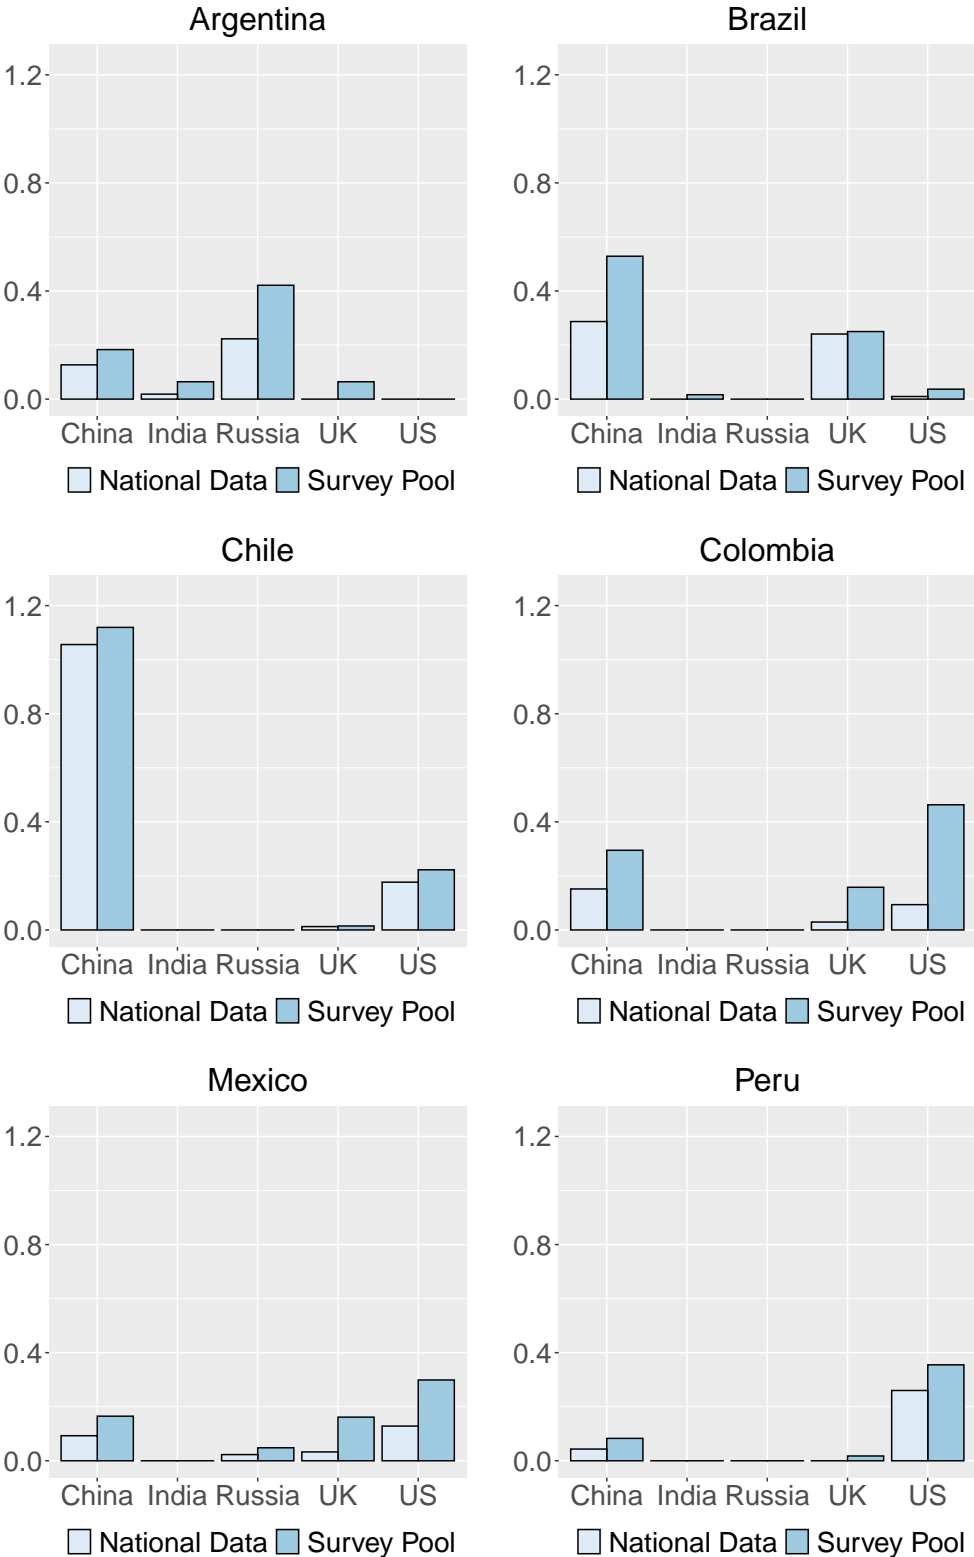 Argentina
1.2
0.8
0.4
0.0
China India Russia UK US
National Data Survey Pool
Brazil
1.2
0.8
0.4
0.0
China India Russia UK US
National Data Survey Pool
Chile
1.2
0.8
0.4
0.0
China India Russia UK US
National Data Survey Pool
Colombia
1.2
0.8
0.4
0.0
China India Russia UK US
National Data Survey Pool
Mexico
1.2
0.8
0.4
0.0
China India Russia UK US
National Data Survey Pool
Peru
1.2
0.8
0.4
0.0
China India Russia UK US
National Data Survey Pool